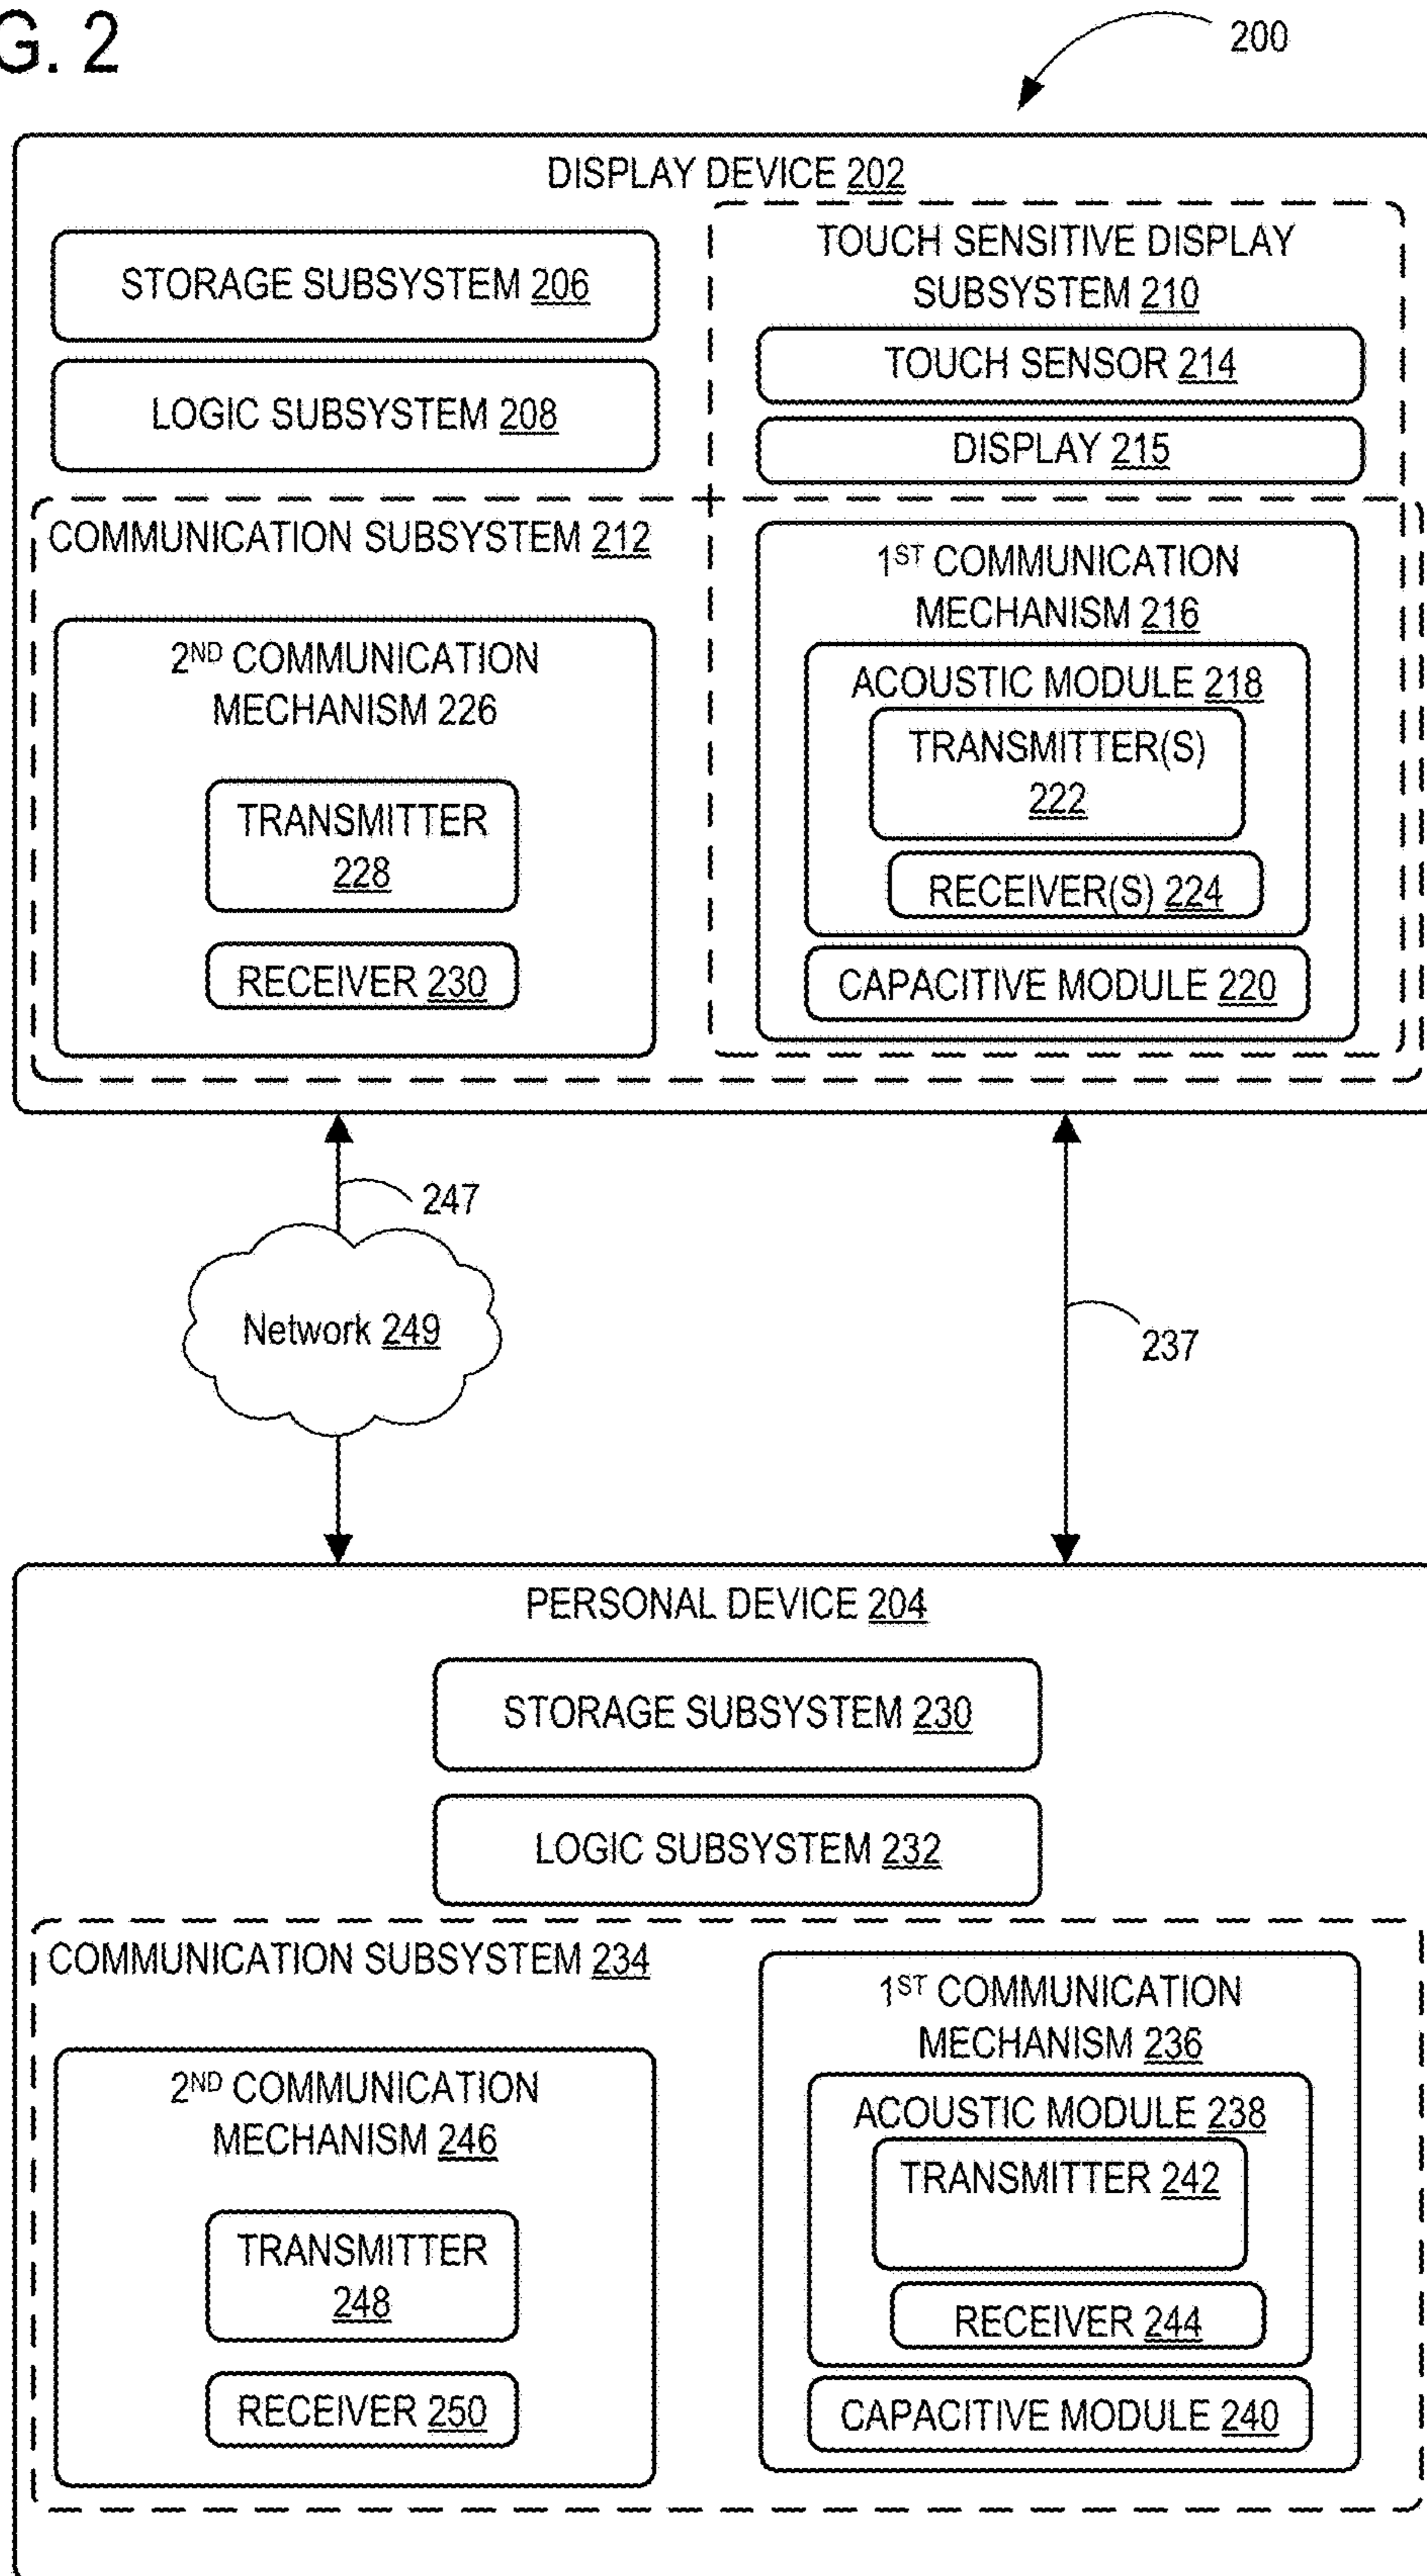 G. 2
200
DISPLAY DEVICE 202
STORAGE SUBSYSTEM 206
LOGIC SUBSYSTEM 208
TOUCH SENSITIVE DISPLAY
SUBSYSTEM 210
TOUCH SENSOR 214
DISPLAY 215
COMMUNICATION SUBSYSTEM 212
2ND COMMUNICATION
MECHANISM 226
TRANSMITTER
228
RECEIVER 230
1ST COMMUNICATION
MECHANISM 216
ACOUSTIC MODULE 218
TRANSMITTER(S)
222
RECEIVER(S) 224
CAPACITIVE MODULE 220
247
Network 249
237
PERSONAL DEVICE 204
STORAGE SUBSYSTEM 230
LOGIC SUBSYSTEM 232
COMMUNICATION SUBSYSTEM 234
2ND COMMUNICATION
MECHANISM 246
TRANSMITTER
248
RECEIVER 250
1ST COMMUNICATION
MECHANISM 236
ACOUSTIC MODULE 238
TRANSMITTER 242
RECEIVER 244
CAPACITIVE MODULE 240